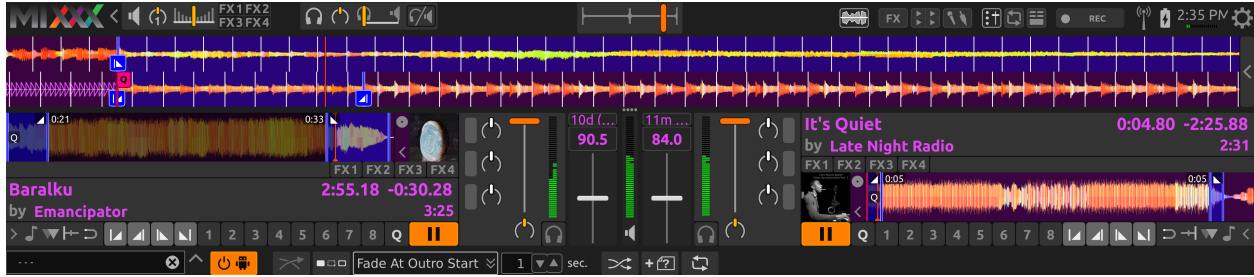 MIXXX
FX1 FX2
FX3 FX4
FX
REC
2:35 PM
Q
0:21
0:33
Q
FX1 FX2 FX3 FX4
Baralku
2:55.18 -0:30.28
by Emancipator
3:25
1 2 3 4 5 6 7 8 Q
10d (...
90.5
11m ...
84.0
It's Quiet
0:04.80 -2:25.88
by Late Night Radio
2:31
FX1 FX2 FX3 FX4
0:05
0:05
Q
Q 1 2 3 4 5 6 7 8
---
Fade At Outro Start
1
sec.